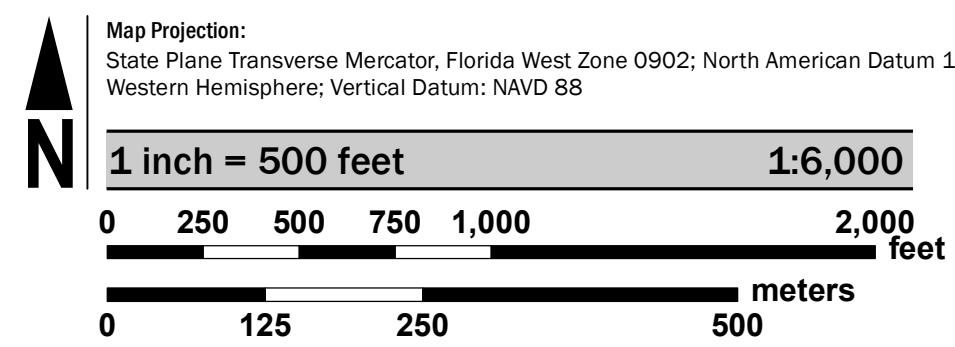 Map Projection:
State Plane Transverse Mercator, Florida West Zone 0902; North American Datum 1
Western Hemisphere; Vertical Datum: NAVD 88
N
1 inch = 500 feet 1:6,000
0 250 500 750 1,000 2,000
feet
meters
0 125 250 500